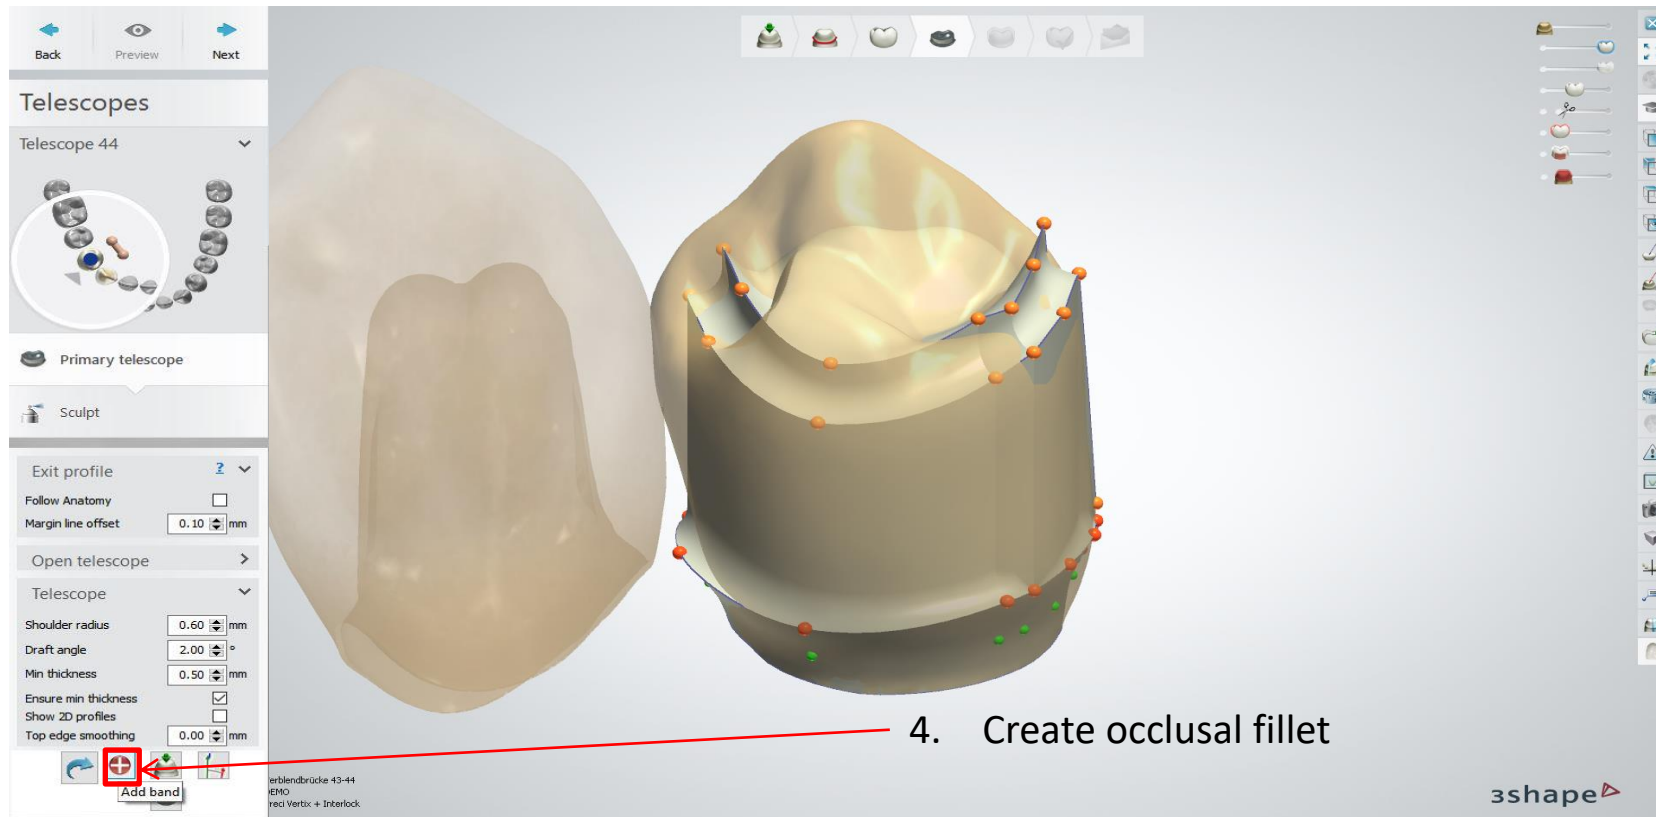 Back
Preview
Next
Telescopes
Telescope 44
Primary telescope
Sculpt
Exit profile ?
Follow Anatomy
Margin line offset 0.10 mm
Open telescope
Telescope
Shoulder radius 0.60 mm
Draft angle 2.00 °
Min thickness 0.50 mm
Ensure min thickness
Show 2D profiles
Top edge smoothing 0.00 mm
Add band
4. Create occlusal fillet
erblendbrücke 43-44
EMO
reci Vertix + Interlock
3shape